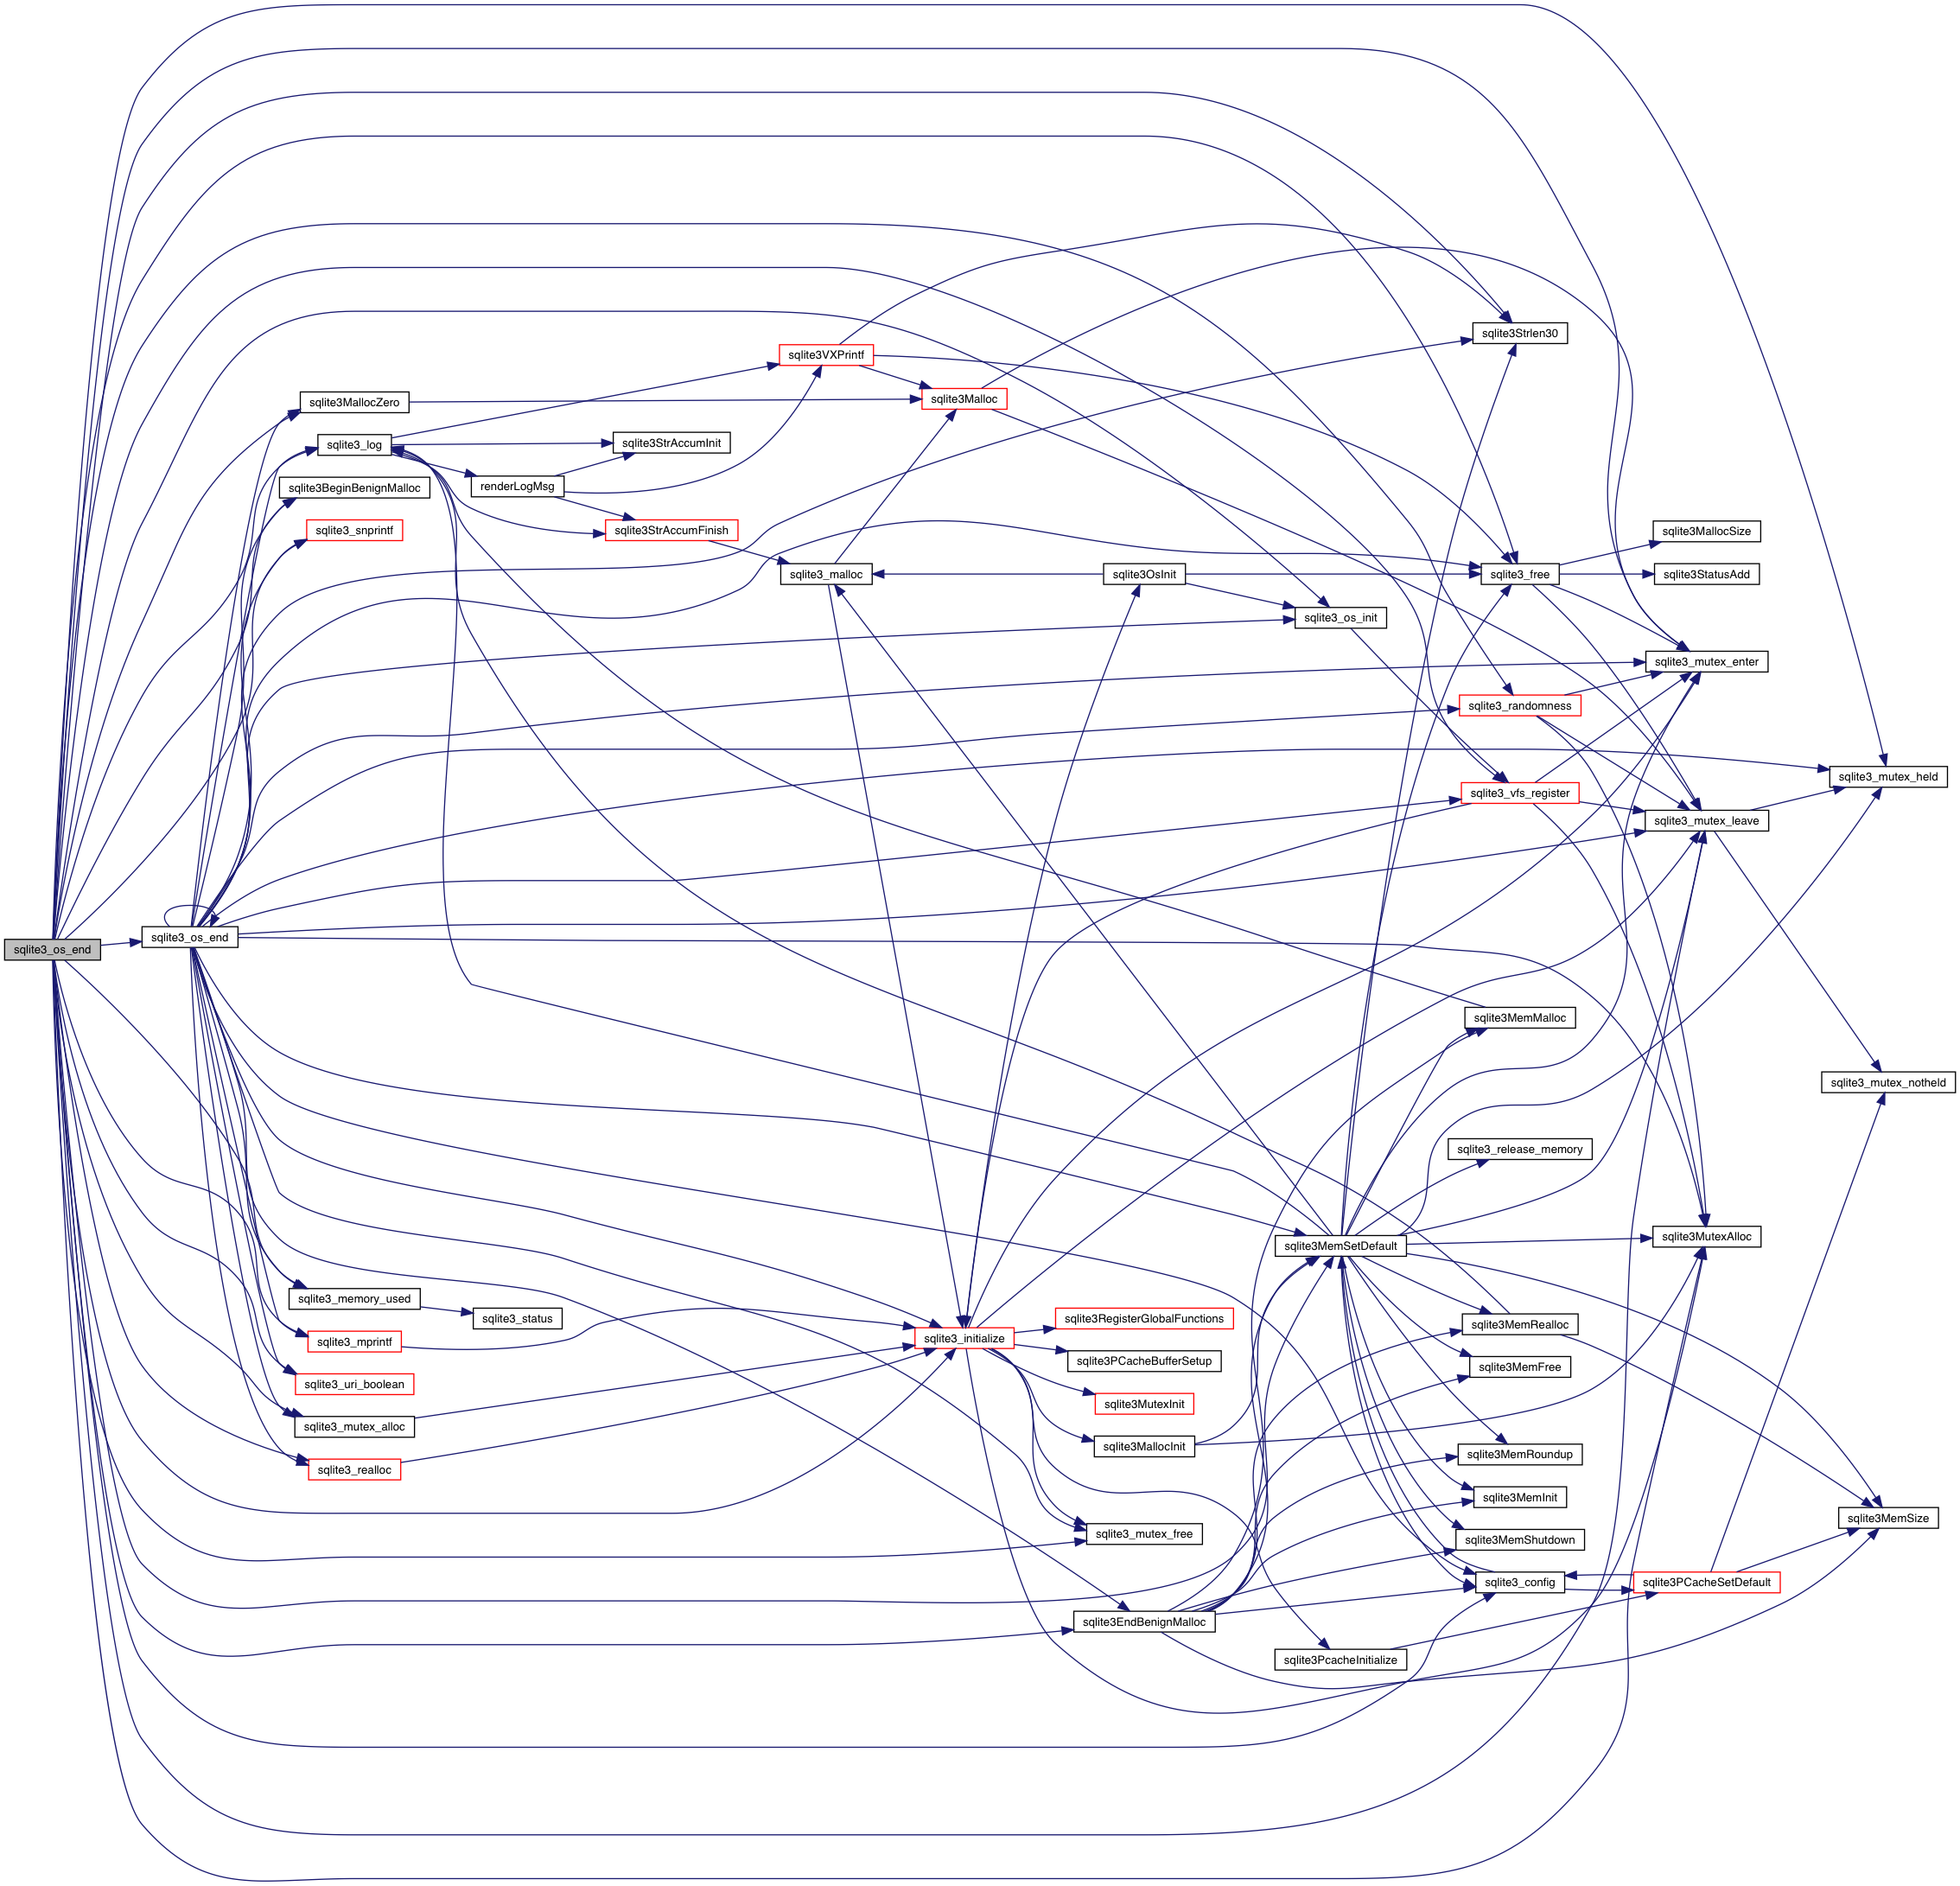 sqlite3_os_end
sqlite3_os_end
sqlite3MallocZero
sqlite3_log
sqlite3BeginBenignMalloc
sqlite3_snprintf
sqlite3_memory_used
sqlite3_mprintf
sqlite3_uri_boolean
sqlite3_mutex_alloc
sqlite3_realloc
renderLogMsg
sqlite3_status
sqlite3StrAccumInit
sqlite3StrAccumFinish
sqlite3VXPrintf
sqlite3_malloc
sqlite3Malloc
sqlite3_initialize
sqlite3OsInit
sqlite3RegisterGlobalFunctions
sqlite3PCacheBufferSetup
sqlite3MutexInit
sqlite3MallocInit
sqlite3_mutex_free
sqlite3EndBenignMalloc
sqlite3_os_init
sqlite3MemSetDefault
sqlite3PcacheInitialize
sqlite3Strlen30
sqlite3_free
sqlite3_randomness
sqlite3_vfs_register
sqlite3MemMalloc
sqlite3_release_memory
sqlite3MemRealloc
sqlite3MemFree
sqlite3MemRoundup
sqlite3MemInit
sqlite3MemShutdown
sqlite3_config
sqlite3MallocSize
sqlite3StatusAdd
sqlite3_mutex_enter
sqlite3_mutex_leave
sqlite3MutexAlloc
sqlite3PCacheSetDefault
sqlite3_mutex_held
sqlite3_mutex_notheld
sqlite3MemSize